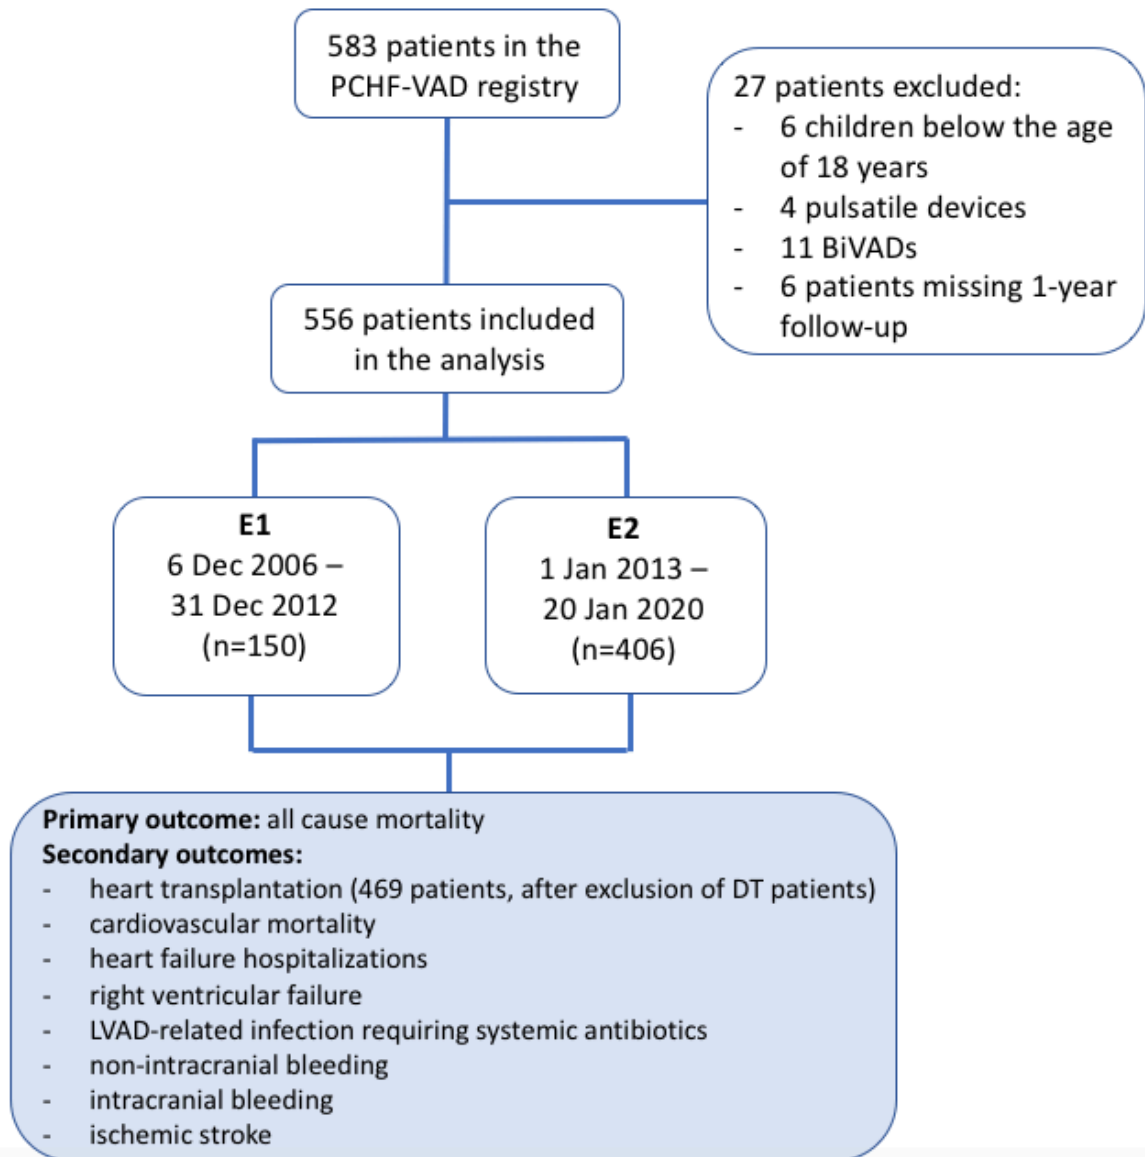 583 patients in the
PCHF-VAD registry
27 patients excluded:
- 6 children below the age
of 18 years
- 4 pulsatile devices
- 11 BiVADs
- 6 patients missing 1-year
follow-up
556 patients included
in the analysis
E1
6 Dec 2006 –
31 Dec 2012
(n=150)
E2
1 Jan 2013 –
20 Jan 2020
(n=406)
Primary outcome: all cause mortality
Secondary outcomes:
- heart transplantation (469 patients, after exclusion of DT patients)
- cardiovascular mortality
- heart failure hospitalizations
- right ventricular failure
- LVAD-related infection requiring systemic antibiotics
- non-intracranial bleeding
- intracranial bleeding
- ischemic stroke